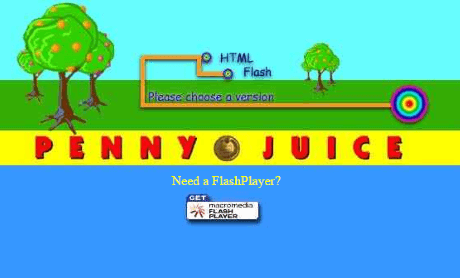 HTML
Flash
Please choose a version
PENNY JUICE
Need a FlashPlayer?
GET
macromedia
FLASH
PLAYER